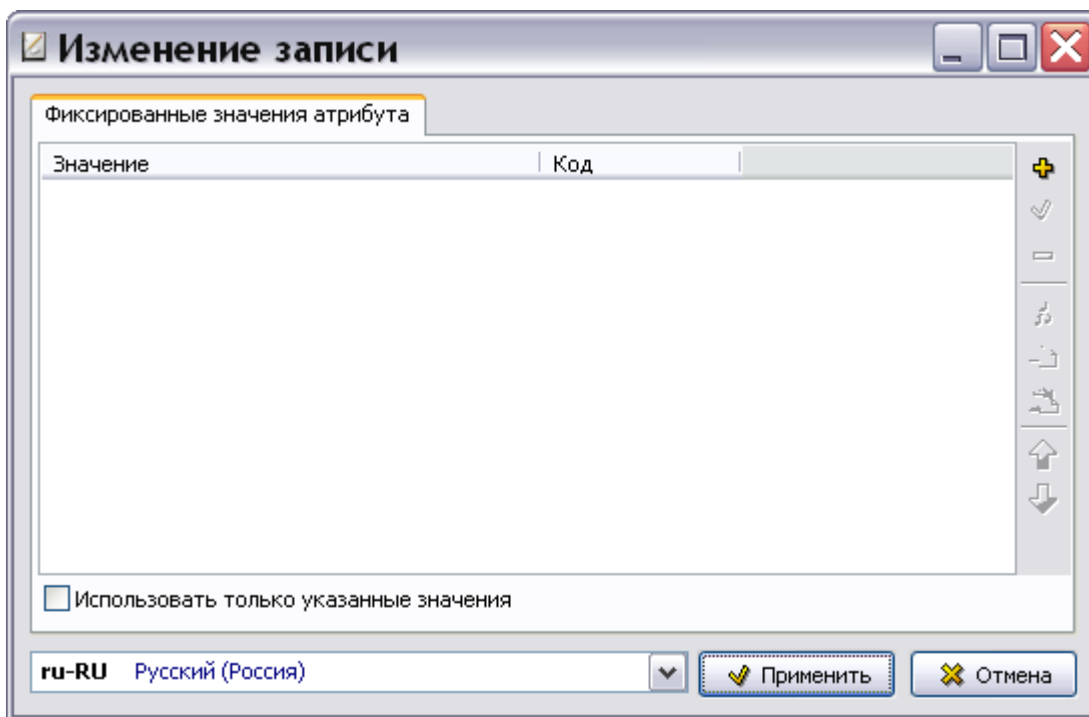 Изменение записи
Фиксированные значения атрибута
Значение Код
Использовать только указанные значения
ru-RU Русский (Россия) Применить Отмена